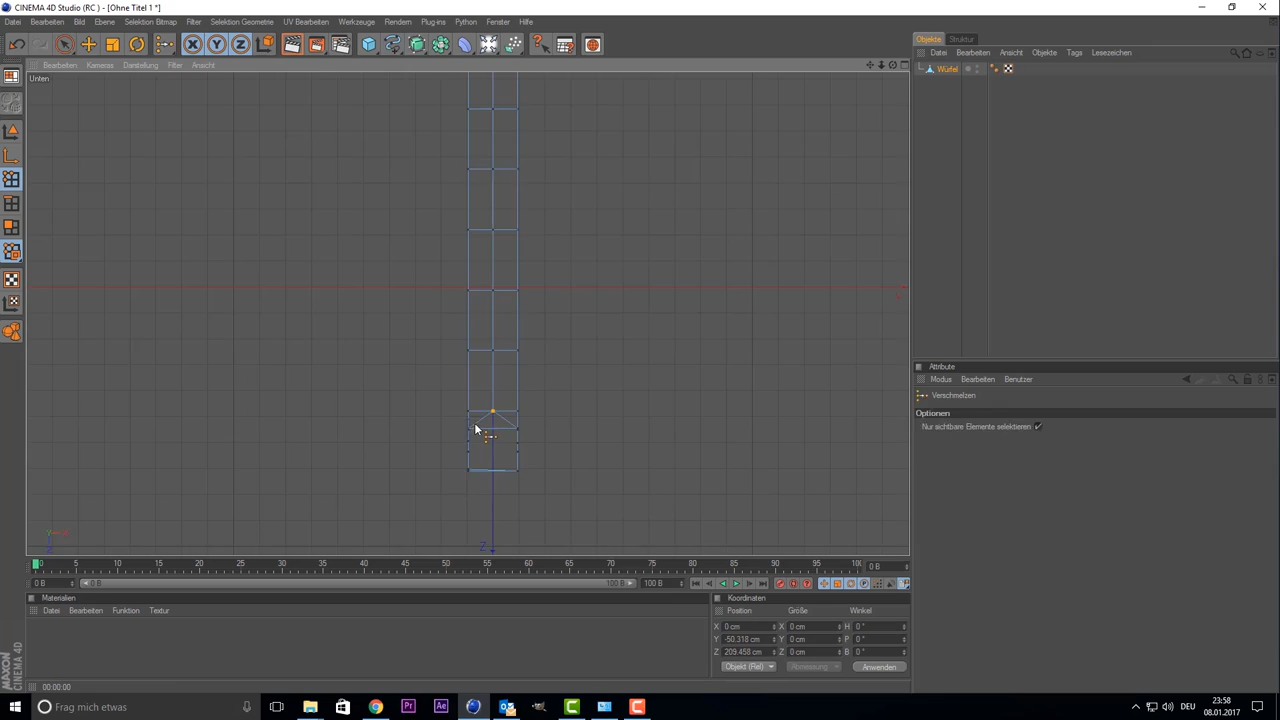 CINEMA 4D Studio (RC ) - [Ohne Titel 1 *]
Datei Bearbeiten Bild Bearbeiten Selektion Bitmap Filter Selektion Geometrie UV Bearbeiten Werkzeuge Rendern Plug-ins Python Fenster Hilfe
Objekte Struktur
Datei Bearbeiten Ansicht Objekte Tags Lesezeichen
Bearbeiten Kameras Darstellung Filter Ansicht
Würfel
Unten
Attribute
Modus Bearbeiten Benutzer
Verschmelzen
Optionen
Nur sichtbare Elemente selektieren
Z
0 5 10 15 20 25 30 35 40 45 50 55 60 65 70 75 80 85 90 95 100 0 B
0 B 0 B 100 B 100 B
Materialien
Datei Bearbeiten Funktion Textur
Koordinaten
Position Größe Winkel
X 0 cm X 0 cm H 0 °
Y -50.318 cm Y 0 cm P 0 °
Z 209.458 cm Z 0 cm B 0 °
Objekt (Rel) Abmessung Anwenden
MAXON CINEMA 4D
00:00:00
Frag mich etwas
Pr Ae
DEU
23:58
08.01.2017